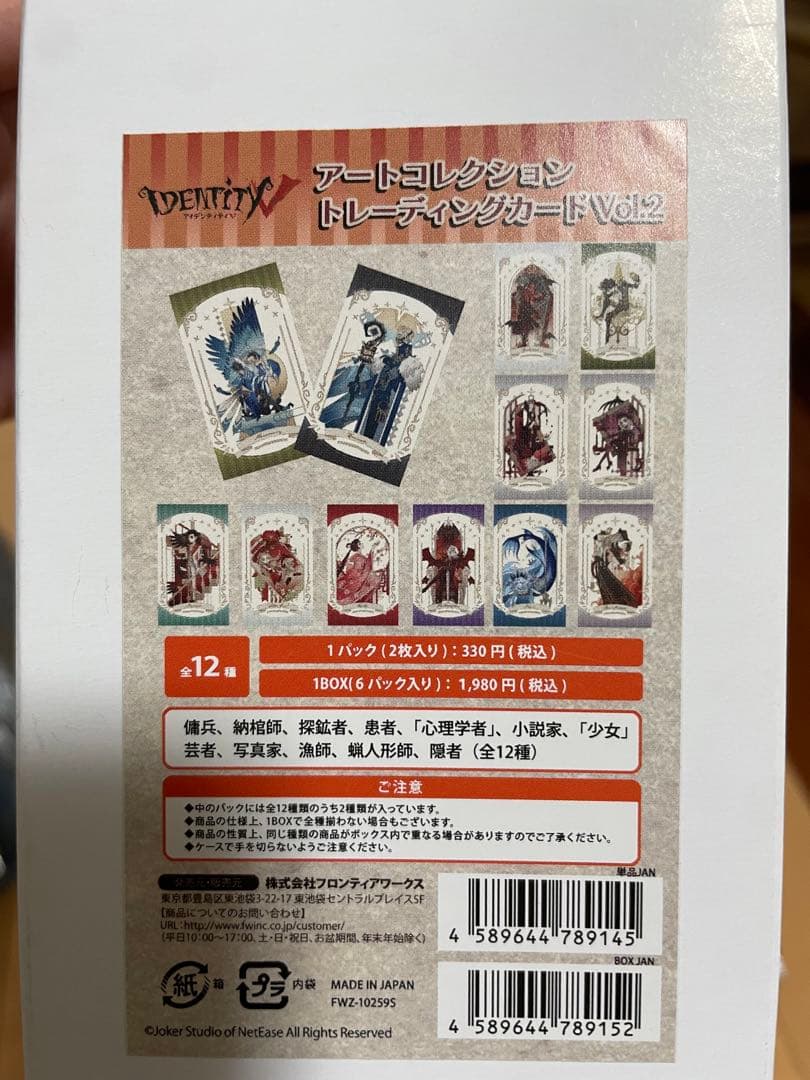 IDENTITY V
アイデンティティV
アートコレクション
トレーディングカードVol.2
全12種
1パック(2枚入り):330円(税込)
1BOX(6パック入り):1,980円(税込)
傭兵、納棺師、探鉱者、患者、「心理学者」、小説家、「少女」
芸者、写真家、漁師、蝋人形師、隠者(全12種)
ご注意
◆中のパックには全12種類のうち2種類が入っています。
◆商品の仕様上、1BOXで全種揃わない場合もございます。
◆商品の性質上、同じ種類の商品がボックス内で重なる場合がありますのでご了承ください。
◆ケースで手を切らないようご注意ください。
発売元・販売元 株式会社フロンティアワークス
東京都豊島区東池袋3-22-17 東池袋セントラルプレイス5F
【商品についてのお問い合わせ】
URL:http://www.fwinc.co.jp/customer/
(平日10:00~17:00、土・日・祝日、お盆期間、年末年始除く)
単品JAN
4 589644 789145
BOX JAN
4 589644 789152
紙 箱
プラ 内袋
MADE IN JAPAN
FWZ-10259S
©Joker Studio of NetEase All Rights Reserved